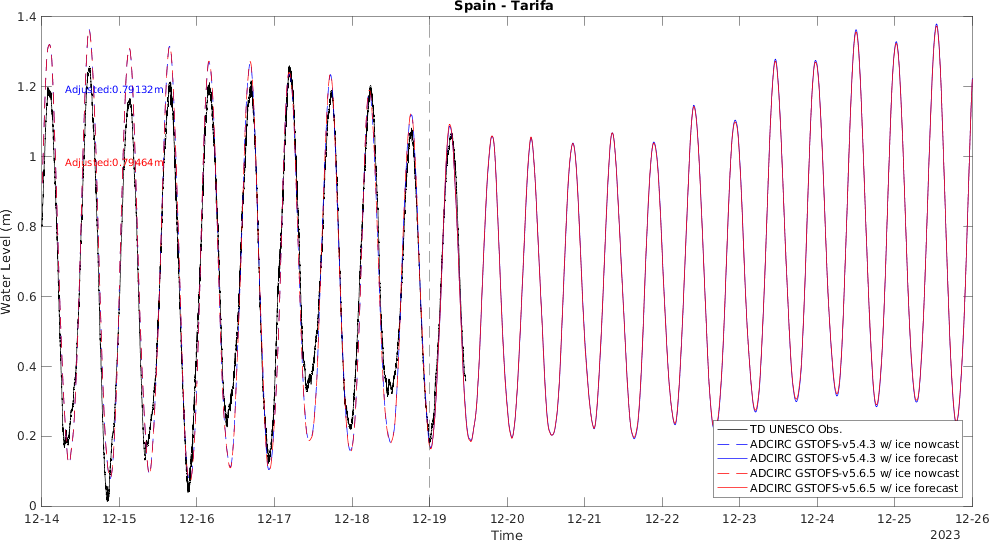 Spain - Tarifa
1.4
1.2
1
0.8
0.6
0.4
0.2
0
Water Level (m)
Adjusted:0.79132m
Adjusted:0.79464m
TD UNESCO Obs.
ADCIRC GSTOFS-v5.4.3 w/ ice nowcast
ADCIRC GSTOFS-v5.4.3 w/ ice forecast
ADCIRC GSTOFS-v5.6.5 w/ ice nowcast
ADCIRC GSTOFS-v5.6.5 w/ ice forecast
12-14 12-15 12-16 12-17 12-18 12-19 12-20 12-21 12-22 12-23 12-24 12-25 12-26
Time
2023